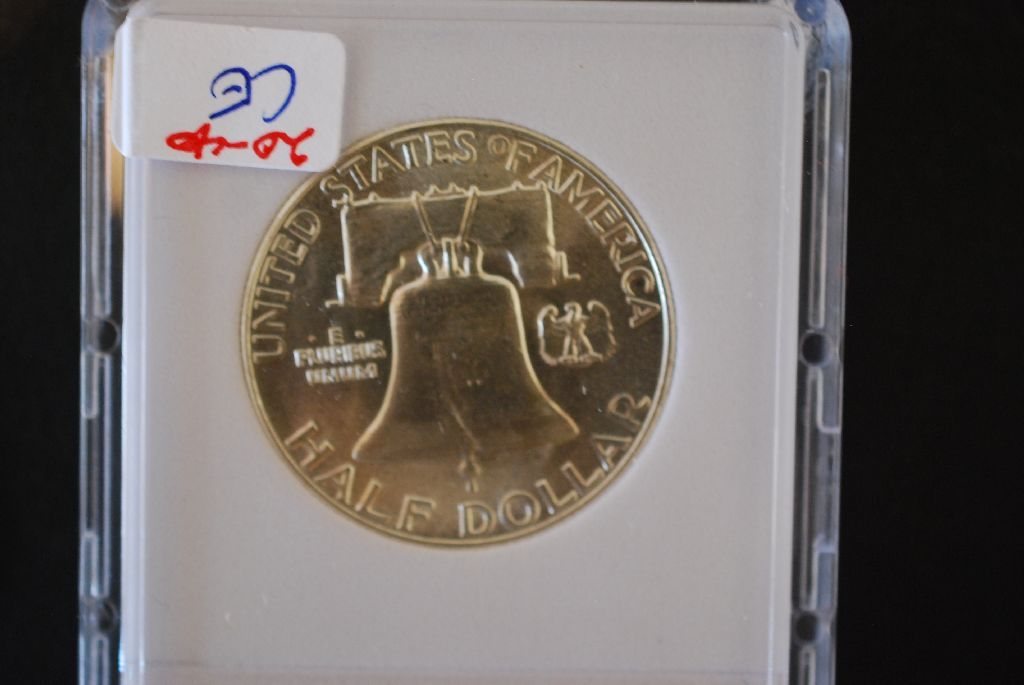 UNITED STATES OF AMERICA
E
PLURIBUS
UNUM
HALF DOLLAR